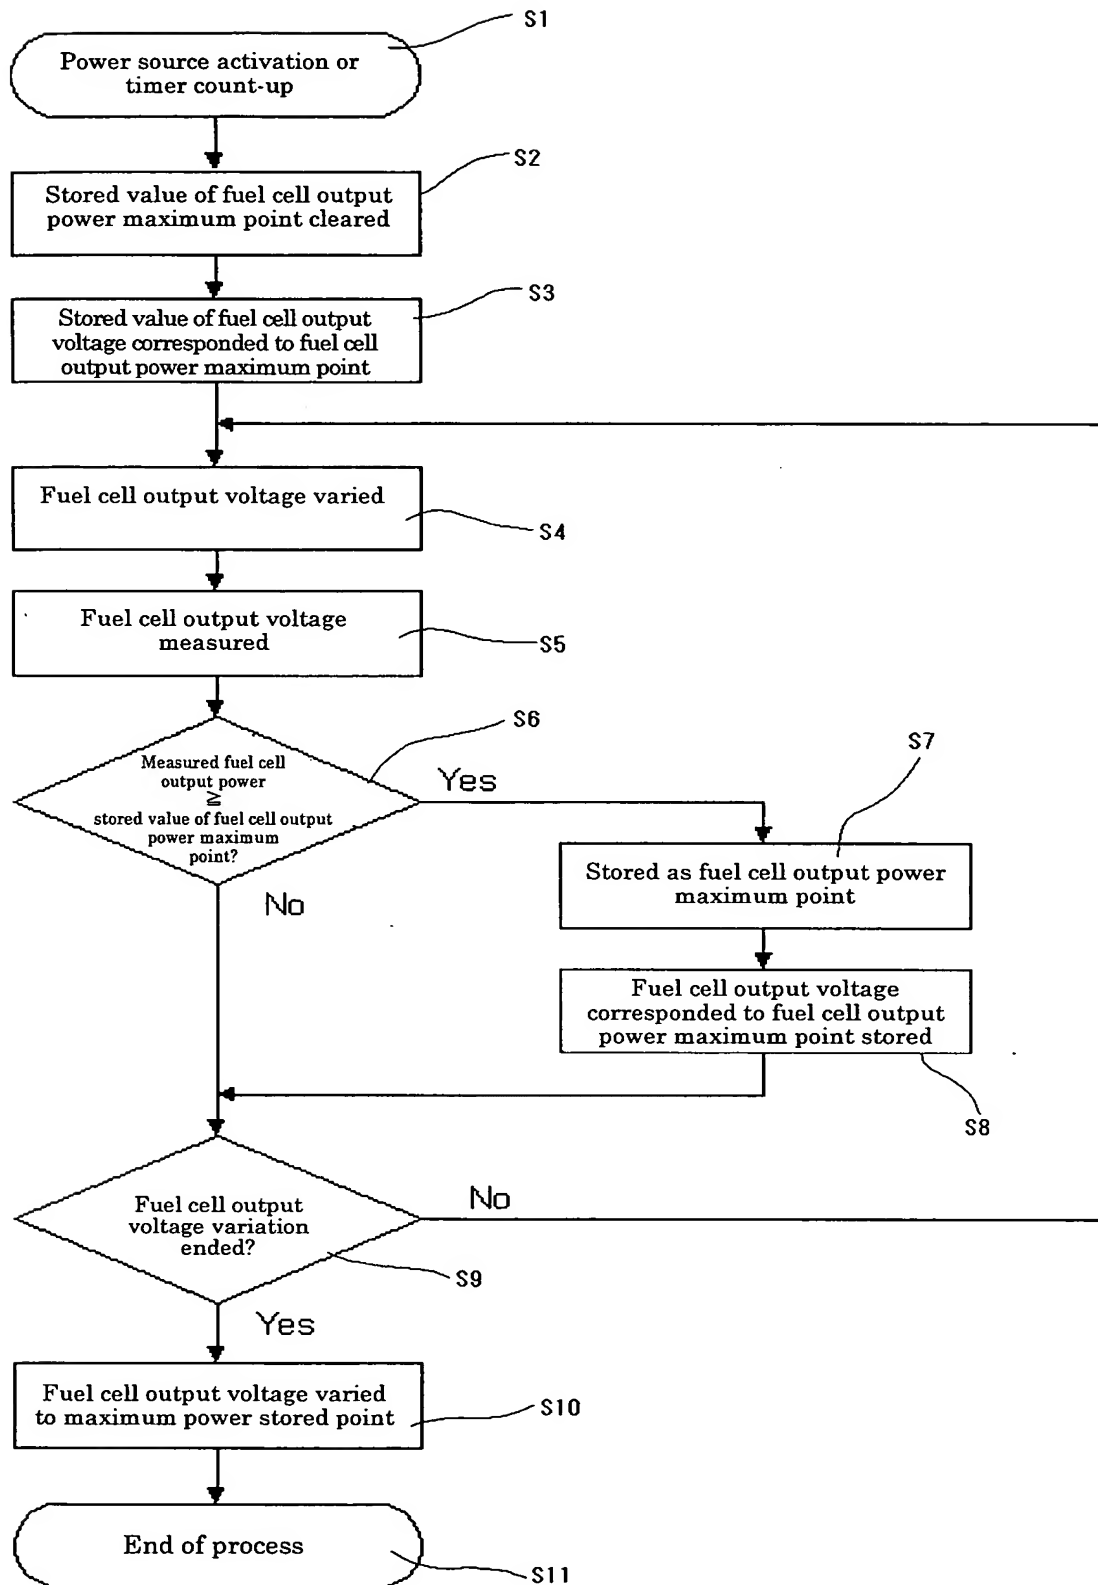 S1
Power source activation or
timer count-up
S2
Stored value of fuel cell output
power maximum point cleared
S3
Stored value of fuel cell output
voltage corresponded to fuel cell
output power maximum point
Fuel cell output voltage varied
S4
Fuel cell output voltage
measured
S5
S6
Measured fuel cell
output power
≧
stored value of fuel cell output
power maximum
point?
Yes
No
S7
Stored as fuel cell output power
maximum point
Fuel cell output voltage
corresponded to fuel cell output
power maximum point stored
S8
Fuel cell output
voltage variation
ended?
No
S9
Yes
Fuel cell output voltage varied
to maximum power stored point
S10
End of process
S11